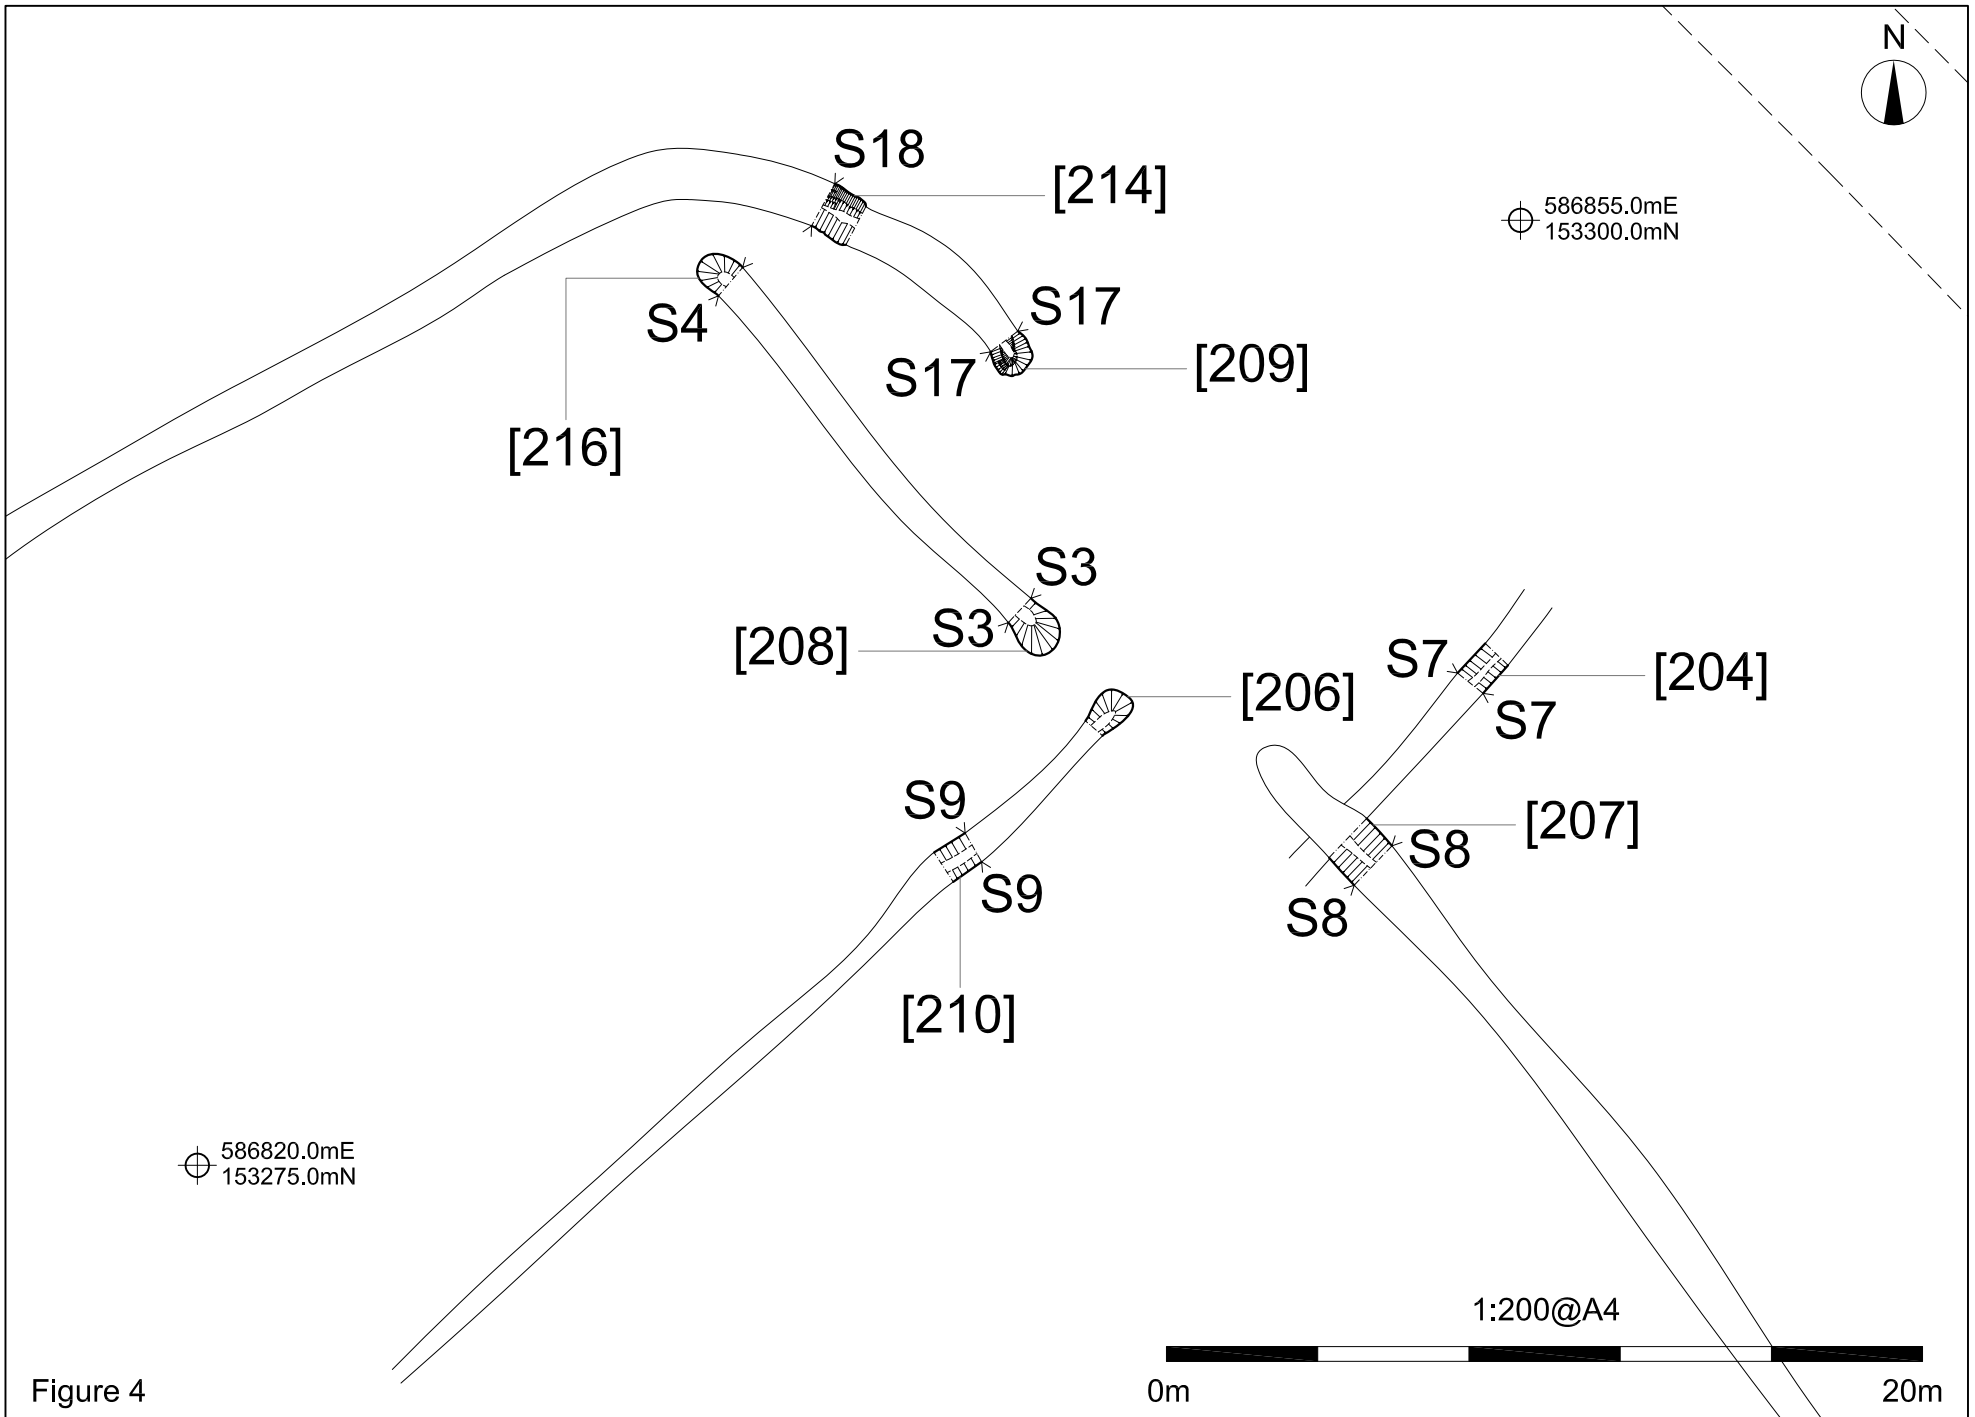 N
S18
[214]
586855.0mE
153300.0mN
S4
S17
S17
[209]
[216]
S3
S3
[208]
S7
[204]
[206]
S7
S9
[207]
S8
S9
S8
[210]
586820.0mE
153275.0mN
1:200@A4
Figure 4
0m
20m